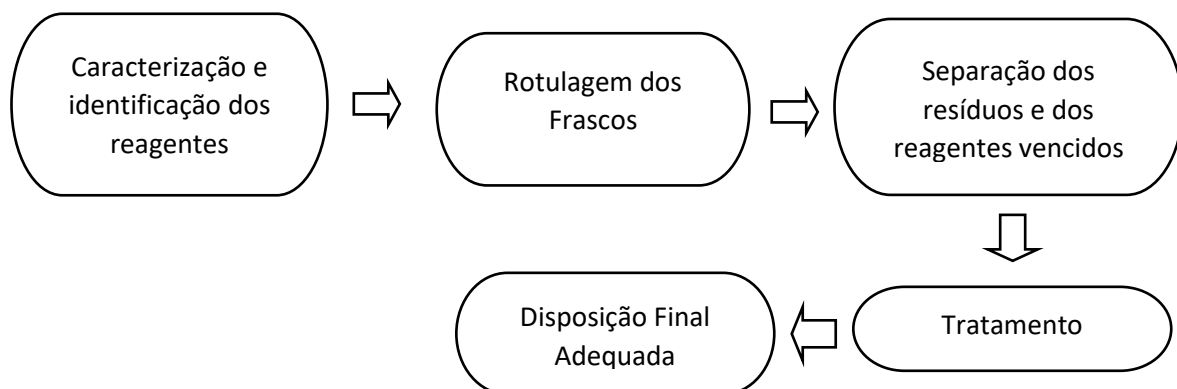 Caracterização e
identificação dos
reagentes
Rotulagem dos
Frascos
Separação dos
resíduos e dos
reagentes vencidos
Tratamento
Disposição Final
Adequada